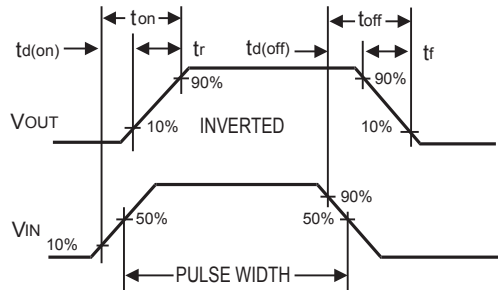 ton toff
td(on) tr td(off) tf
90% 90%
VOUT 10% INVERTED 10%
90%
50% 50%
VIN
10%
PULSE WIDTH